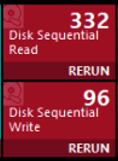 332
Disk Sequential
Read
RERUN
96
Disk Sequential
Write
RERUN